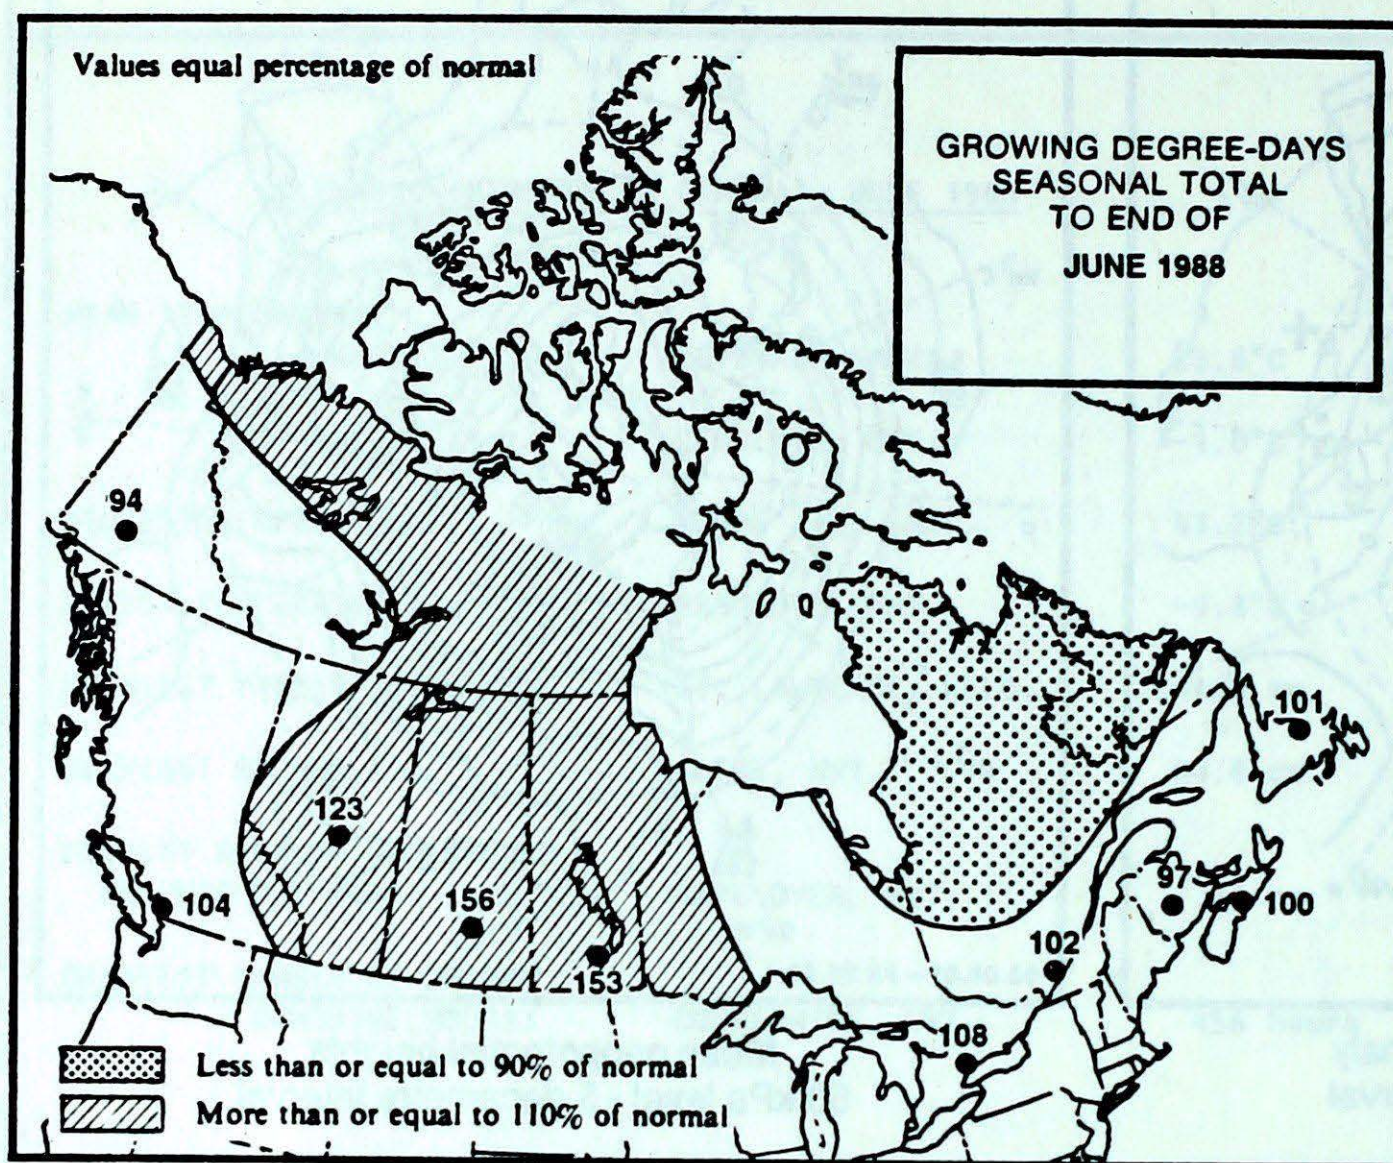 Values equal percentage of normal
GROWING DEGREE-DAYS
SEASONAL TOTAL
TO END OF
JUNE 1988
94
101
123
156
104
97
100
102
153
108
Less than or equal to 90% of normal
More than or equal to 110% of normal